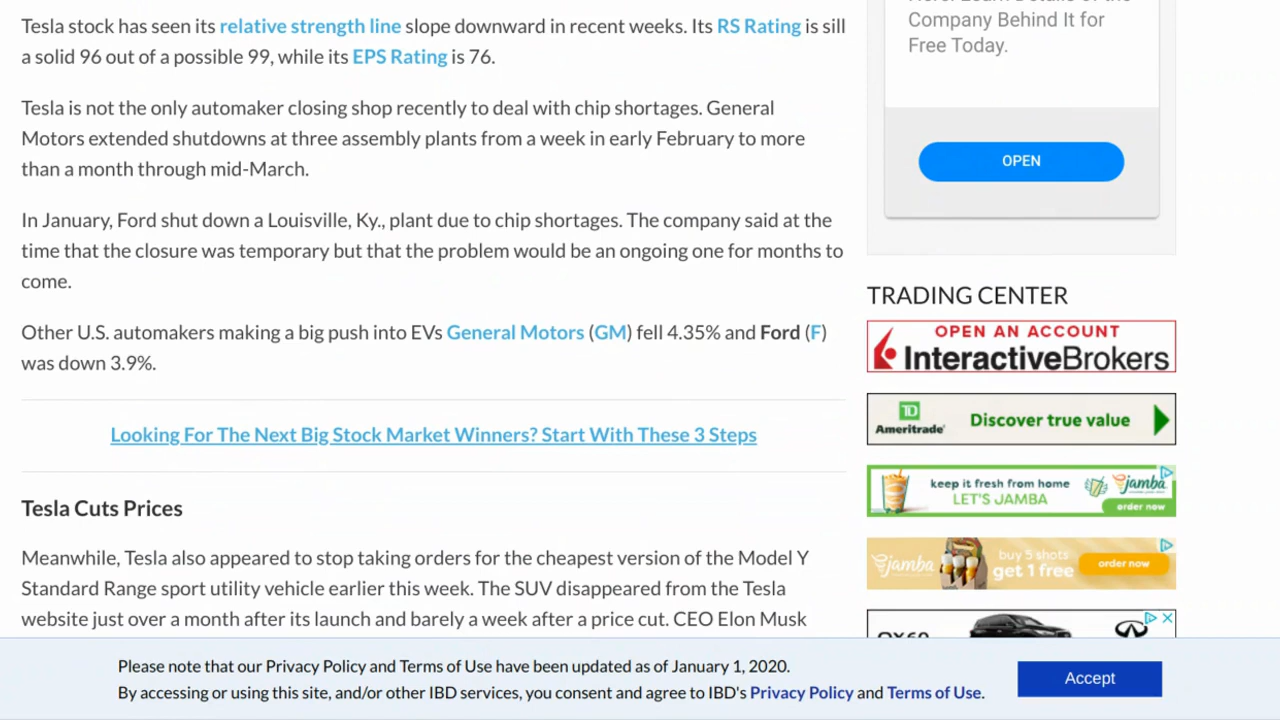 Tesla stock has seen its relative strength line slope downward in recent weeks. Its RS Rating is sill
a solid 96 out of a possible 99, while its EPS Rating is 76.
Tesla is not the only automaker closing shop recently to deal with chip shortages. General
Motors extended shutdowns at three assembly plants from a week in early February to more
than a month through mid-March.
In January, Ford shut down a Louisville, Ky., plant due to chip shortages. The company said at the
time that the closure was temporary but that the problem would be an ongoing one for months to
come.
Other U.S. automakers making a big push into EVs General Motors (GM) fell 4.35% and Ford (F)
was down 3.9%.
Looking For The Next Big Stock Market Winners? Start With These 3 Steps
Tesla Cuts Prices
Meanwhile, Tesla also appeared to stop taking orders for the cheapest version of the Model Y
Standard Range sport utility vehicle earlier this week. The SUV disappeared from the Tesla
website just over a month after its launch and barely a week after a price cut. CEO Elon Musk
Company Behind It for
Free Today.
OPEN
TRADING CENTER
OPEN AN ACCOUNT
InteractiveBrokers
TD
Ameritrade
Discover true value
keep it fresh from home
LET'S JAMBA
jamba
order now
jamba
buy 5 shots
get 1 free
order now
Please note that our Privacy Policy and Terms of Use have been updated as of January 1, 2020.
By accessing or using this site, and/or other IBD services, you consent and agree to IBD's Privacy Policy and Terms of Use.
Accept